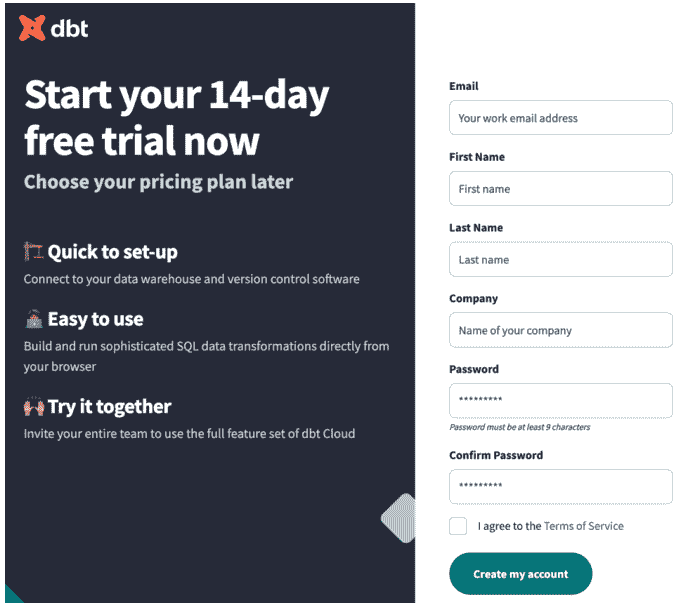 dbt
Start your 14-day
free trial now
Choose your pricing plan later
Quick to set-up
Connect to your data warehouse and version control software
Easy to use
Build and run sophisticated SQL data transformations directly from
your browser
Try it together
Invite your entire team to use the full feature set of dbt Cloud
Email
Your work email address
First Name
First name
Last Name
Last name
Company
Name of your company
Password
*********
Password must be at least 9 characters
Confirm Password
*********
I agree to the Terms of Service
Create my account